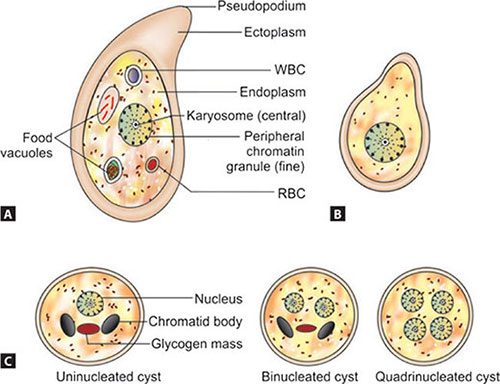 Pseudopodium
Ectoplasm
WBC
Endoplasm
Karyosome (central)
Food
vacuoles
Peripheral
chromatin
granule (fine)
RBC
A
B
Nucleus
Chromatid body
Glycogen mass
C
Uninucleated cyst
Binucleated cyst
Quadrinucleated cyst